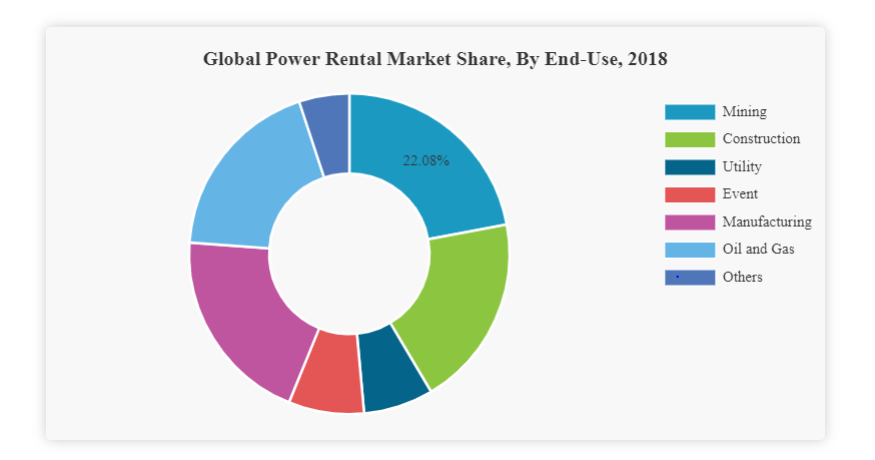 Global Power Rental Market Share, By End-Use, 2018
22.08%
Mining
Construction
Utility
Event
Manufacturing
Oil and Gas
Others